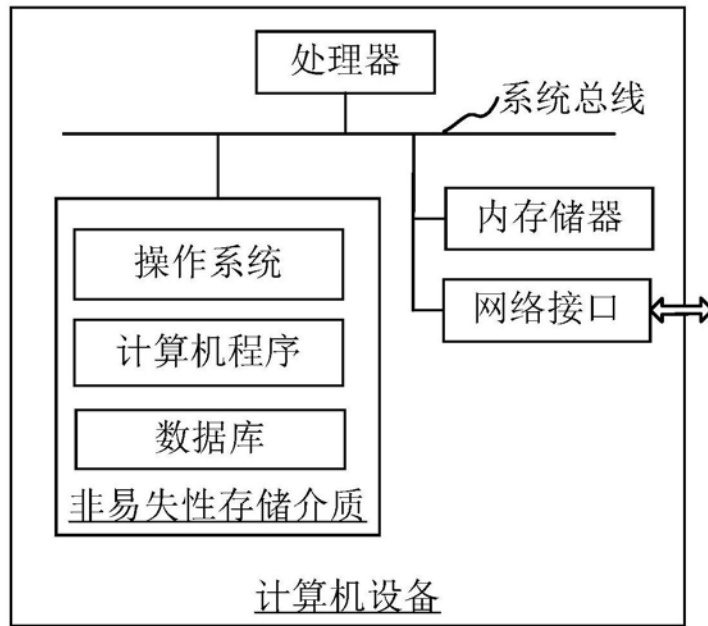 处理器
系统总线
内存储器
操作系统
网络接口
计算机程序
数据库
非易失性存储介质
计算机设备